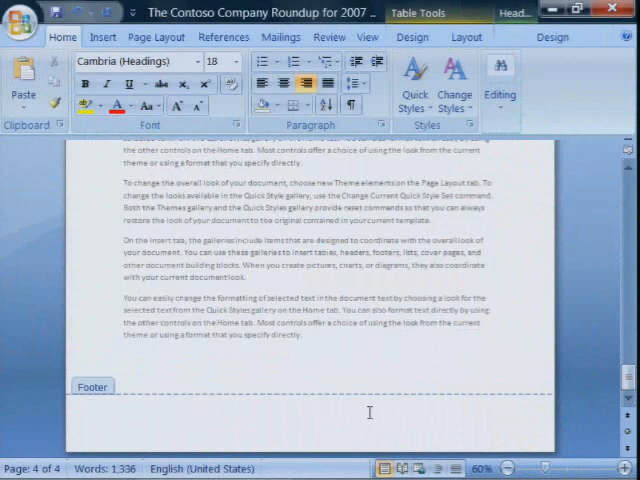 The Contoso Company Roundup for 2007 ...
Table Tools
Head...
Home
Insert
Page Layout
References
Mailings
Review
View
Design
Layout
Design
Cambria (Headings)
18
Paste
Quick Styles
Change Styles
Editing
Clipboard
Font
Paragraph
Styles
the other controls on the Home tab. Most controls offer a choice of using the look from the current
theme or using a format that you specify directly.
To change the overall look of your document, choose new Theme elements on the Page Layout tab. To
change the looks available in the Quick Style gallery, use the Change Current Quick Style Set command.
Both the Themes gallery and the Quick Styles gallery provide reset commands so that you can always
restore the look of your document to the original contained in your current template.
On the Insert tab, the galleries include items that are designed to coordinate with the overall look of
your document. You can use these galleries to insert tables, headers, footers, lists, cover pages, and
other document building blocks. When you create pictures, charts, or diagrams, they also coordinate
with your current document look.
You can easily change the formatting of selected text in the document text by choosing a look for the
selected text from the Quick Styles gallery on the Home tab. You can also format text directly by using
the other controls on the Home tab. Most controls offer a choice of using the look from the current
theme or using a format that you specify directly.
Footer
Page: 4 of 4
Words: 1,336
English (United States)
60%